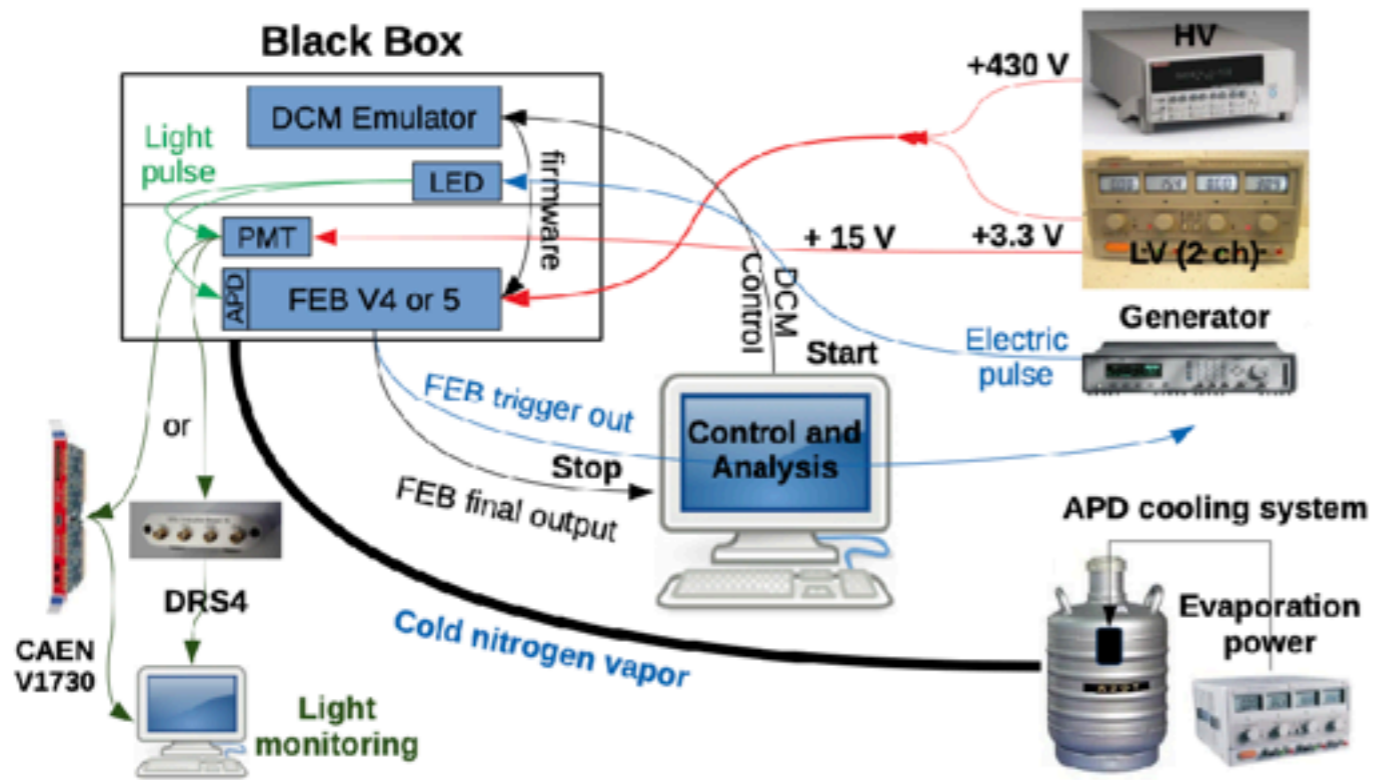 Black Box
HV
+430 V
DCM Emulator
Light
pulse
firmware
LED
PMT
+ 15 V
+3.3 V
LV (2 ch)
APD
FEB V4 or 5
DCM
Control
Generator
Start
Electric
pulse
FEB trigger out
or
Control and
Analysis
Stop
FEB final output
APD cooling system
DRS4
Evaporation
power
Cold nitrogen vapor
CAEN
V1730
Light
monitoring